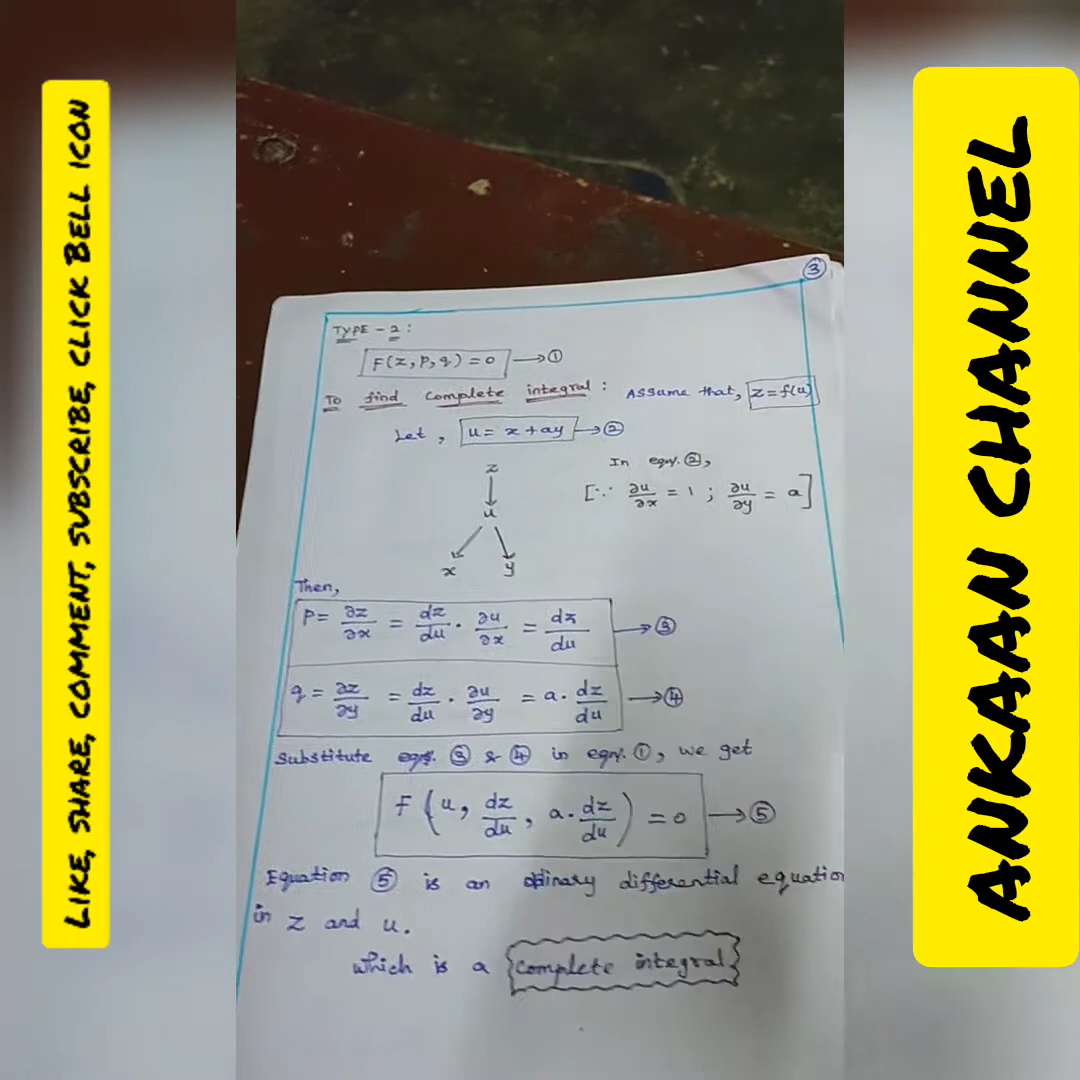 LIKE, SHARE, COMMENT, SUBSCRIBE, CLICK BELL ICON
③
TYPE - 2 :
F(z, p, q) = 0 → ①
To find complete integral : Assume that, z = f(u)
Let , u = x + ay → ②
z
In eqn. ②,
[∵ ∂u/∂x = 1 ; ∂u/∂y = a]
u
x y
Then,
P = ∂z/∂x = dz/du · ∂u/∂x = dz/du → ③
q = ∂z/∂y = dz/du · ∂u/∂y = a · dz/du → ④
Substitute eqns. ③ & ④ in eqn. ①, we get
F(u, dz/du, a · dz/du) = 0 → ⑤
Equation ⑤ is an ordinary differential equation
in z and u.
which is a complete integral
ANKAAN CHANNEL